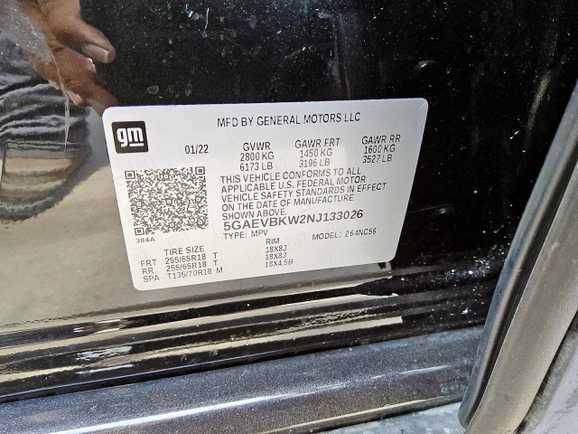 gm
MFD BY GENERAL MOTORS LLC
01/22 GVWR GAWR FRT GAWR RR
2800 KG 1450 KG 1600 KG
6173 LB 3196 LB 3527 LB
THIS VEHICLE CONFORMS TO ALL
APPLICABLE U.S. FEDERAL MOTOR
VEHICLE SAFETY STANDARDS IN EFFECT
ON THE DATE OF MANUFACTURE
SHOWN ABOVE.
5GAEVBKW2NJ133026
384A TYPE: MPV MODEL: 264NC56
TIRE SIZE RIM
FRT 255/65R18 T 18X8J
RR 255/65R18 T 18X8J
SPA T135/70R18 M 18X4.5B